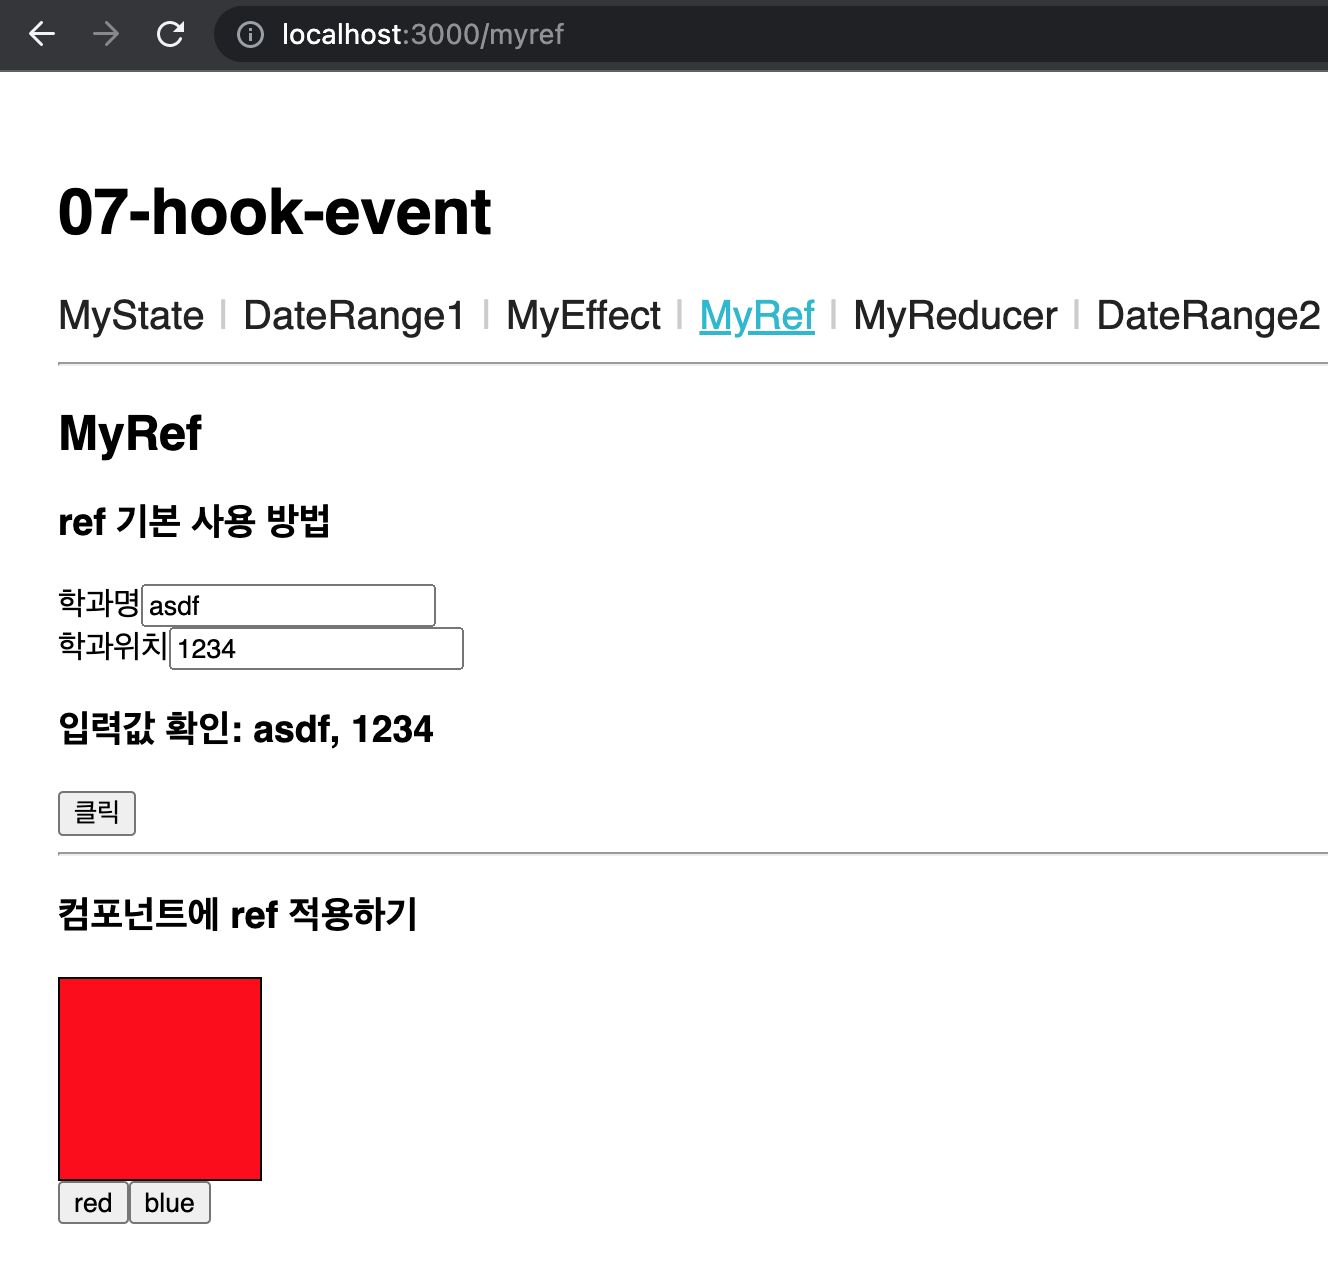 localhost:3000/myref
07-hook-event
MyState | DateRange1 | MyEffect | MyRef | MyReducer | DateRange2
MyRef
ref 기본 사용 방법
학과명 asdf
학과위치 1234
입력값 확인: asdf, 1234
클릭
컴포넌트에 ref 적용하기
red blue